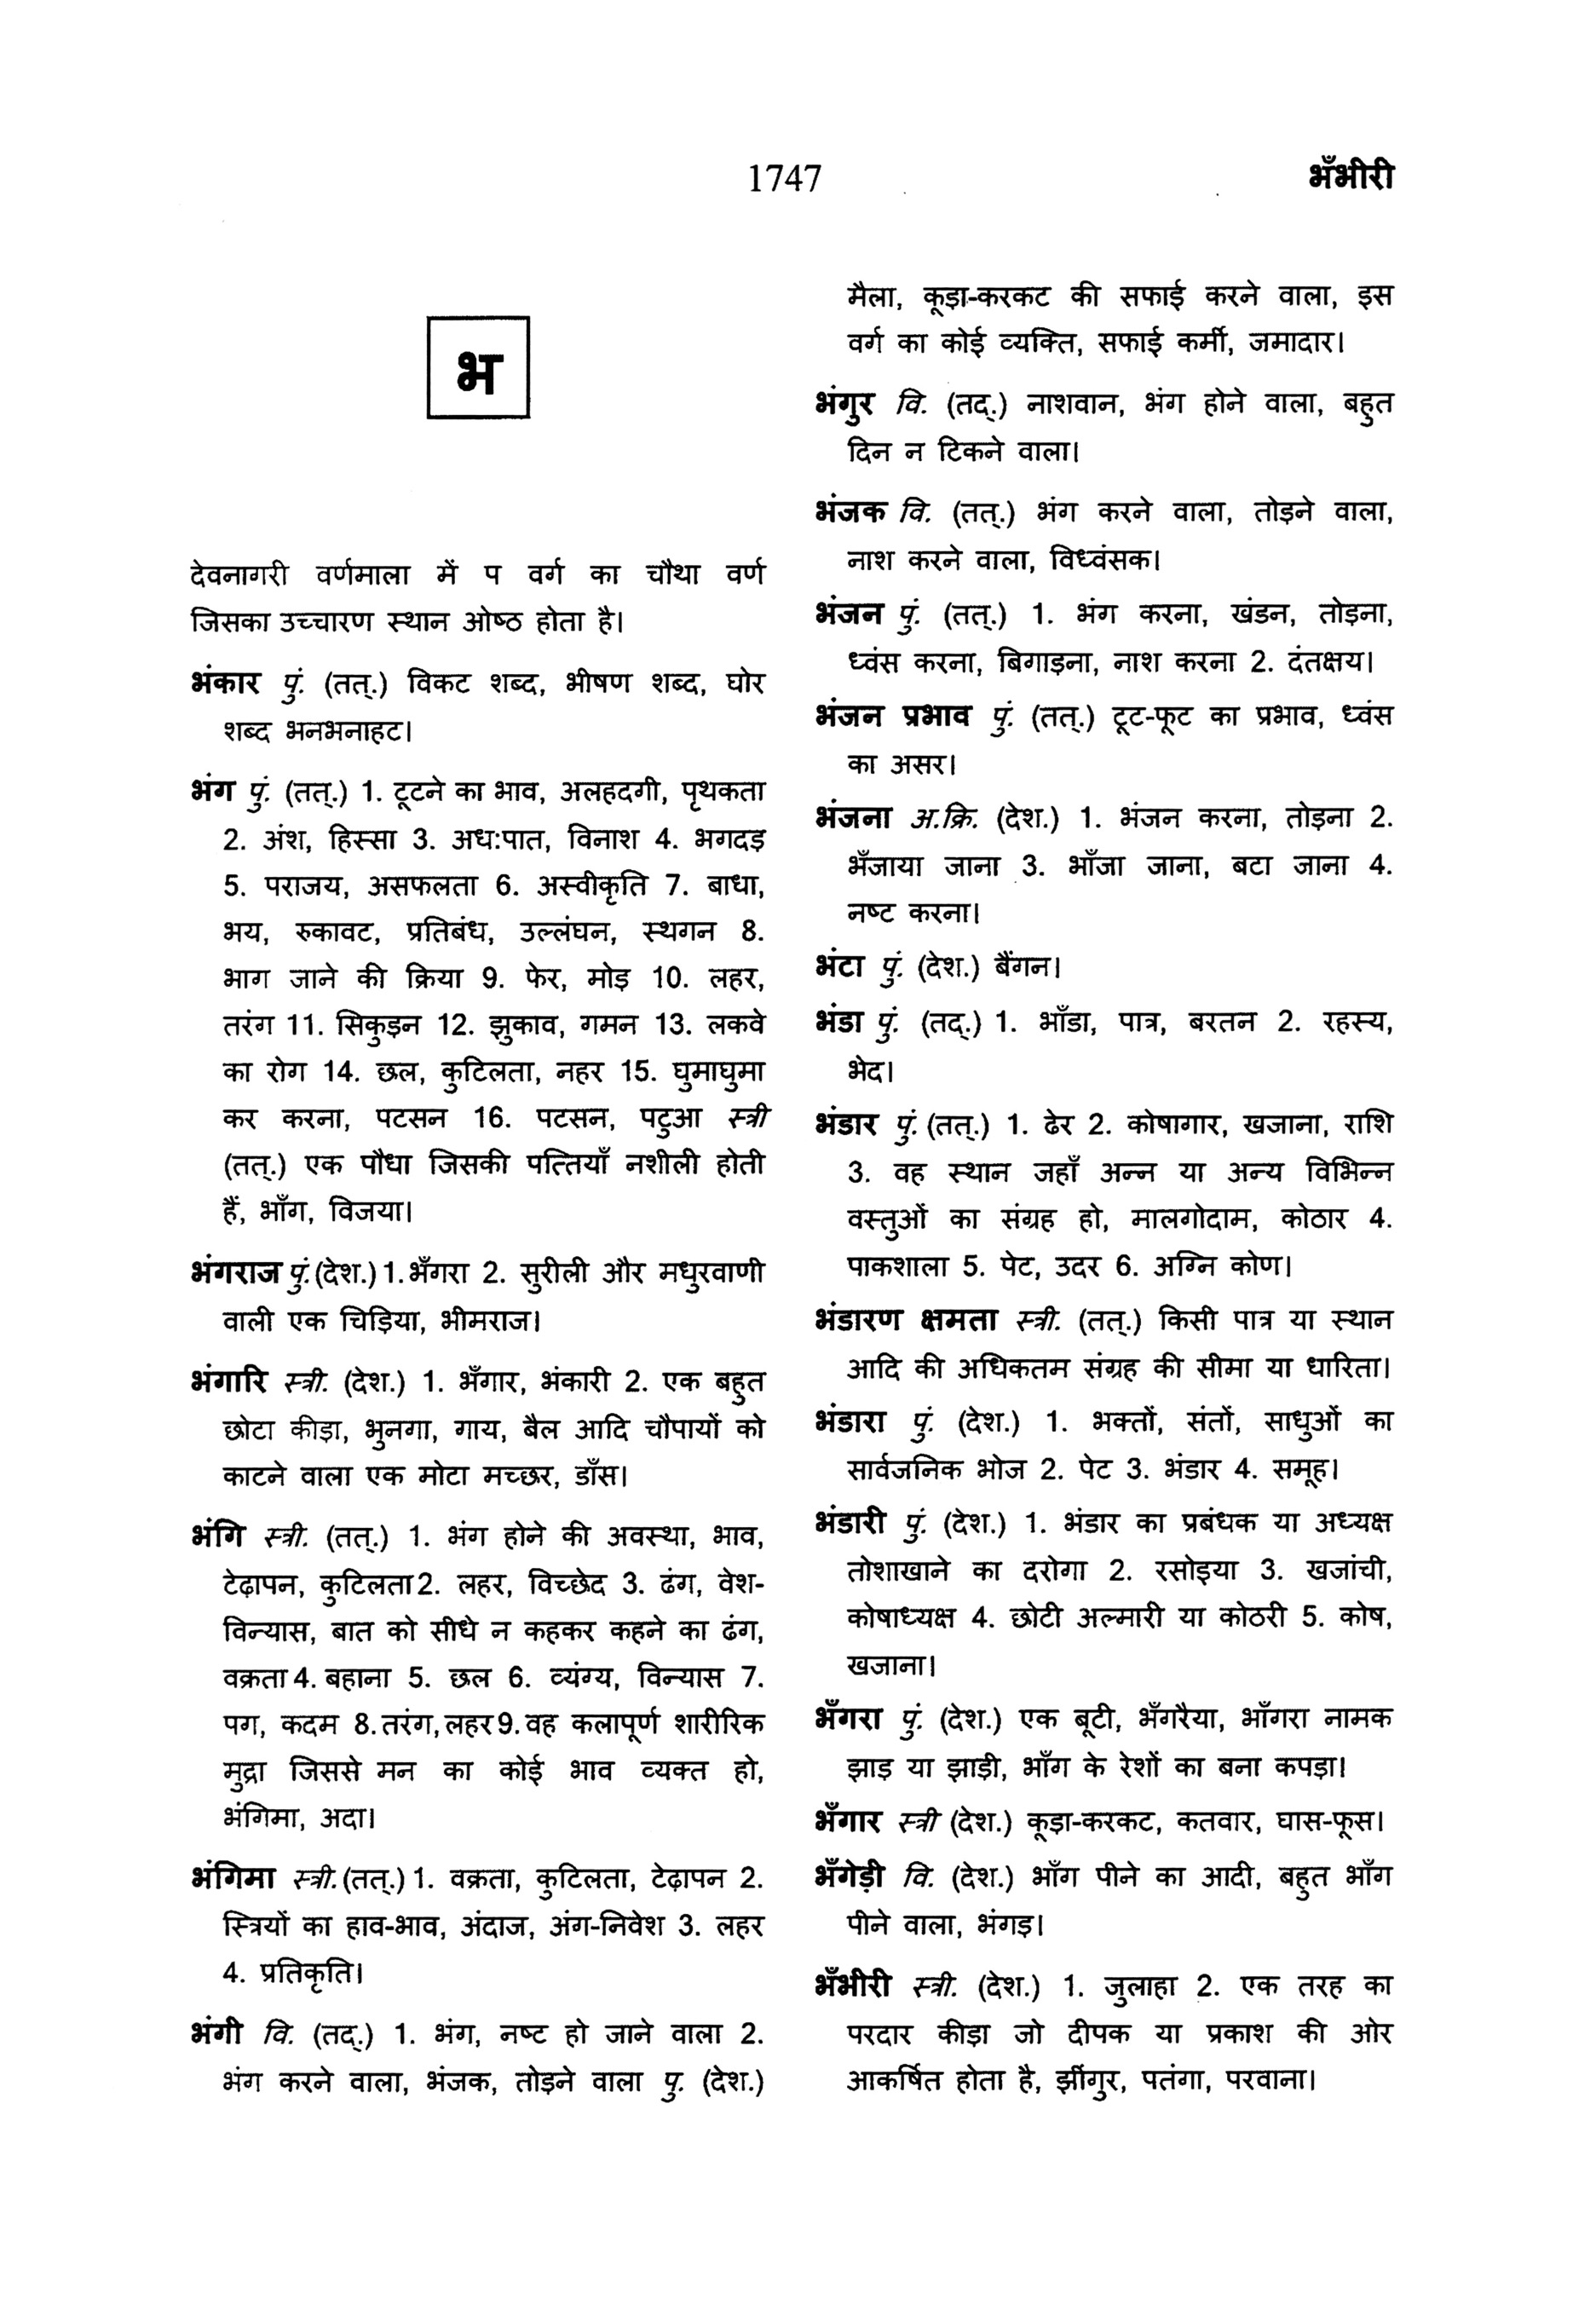 1747
भँभीरी
भ
देवनागरी वर्णमाला में प वर्ग का चौथा वर्ण
जिसका उच्चारण स्थान ओष्ठ होता है।
भंकार पुं. (तत्.) विकट शब्द, भीषण शब्द, घोर
शब्द भनभनाहट।
भंग पुं. (तत्.) 1. टूटने का भाव, अलहदगी, पृथकता
2. अंश, हिस्सा 3. अध:पात, विनाश 4. भगदड़
5. पराजय, असफलता 6. अस्वीकृति 7. बाधा,
भय, रुकावट, प्रतिबंध, उल्लंघन, स्थगन 8.
भाग जाने की क्रिया 9. फेर, मोड़ 10. लहर,
तरंग 11. सिकुड़न 12. झुकाव, गमन 13. लकवे
का रोग 14. छल, कुटिलता, नहर 15. घुमाघुमा
कर करना, पटसन 16. पटसन, पटुआ स्त्री
(तत्.) एक पौधा जिसकी पत्तियाँ नशीली होती
हैं, भाँग, विजया।
भंगराज पुं. (देश.) 1. भँगरा 2. सुरीली और मधुरवाणी
वाली एक चिड़िया, भीमराज।
भंगारि स्त्री. (देश.) 1. भँगार, भंकारी 2. एक बहुत
छोटा कीड़ा, भुनगा, गाय, बैल आदि चौपायों को
काटने वाला एक मोटा मच्छर, डाँस।
भंगि स्त्री. (तत्.) 1. भंग होने की अवस्था, भाव,
टेढ़ापन, कुटिलता 2. लहर, विच्छेद 3. ढंग, वेश-
विन्यास, बात को सीधे न कहकर कहने का ढंग,
वक्रता 4. बहाना 5. छल 6. व्यंग्य, विन्यास 7.
पग, कदम 8. तरंग, लहर 9. वह कलापूर्ण शारीरिक
मुद्रा जिससे मन का कोई भाव व्यक्त हो,
भंगिमा, अदा।
भंगिमा स्त्री. (तत्.) 1. वक्रता, कुटिलता, टेढ़ापन 2.
स्त्रियों का हाव-भाव, अंदाज, अंग-निवेश 3. लहर
4. प्रतिकृति।
भंगी वि. (तद्.) 1. भंग, नष्ट हो जाने वाला 2.
भंग करने वाला, भंजक, तोड़ने वाला पु. (देश.)
मैला, कूड़ा-करकट की सफाई करने वाला, इस
वर्ग का कोई व्यक्ति, सफाई कर्मी, जमादार।
भंगुर वि. (तद्.) नाशवान, भंग होने वाला, बहुत
दिन न टिकने वाला।
भंजक वि. (तत्.) भंग करने वाला, तोड़ने वाला,
नाश करने वाला, विध्वंसक।
भंजन पुं. (तत्.) 1. भंग करना, खंडन, तोड़ना,
ध्वंस करना, बिगाड़ना, नाश करना 2. दंतक्षय।
भंजन प्रभाव पुं. (तत्.) टूट-फूट का प्रभाव, ध्वंस
का असर।
भंजना अ.क्रि. (देश.) 1. भंजन करना, तोड़ना 2.
भँजाया जाना 3. भाँजा जाना, बटा जाना 4.
नष्ट करना।
भंटा पुं. (देश.) बैंगन।
भंडा पुं. (तद्.) 1. भाँडा, पात्र, बरतन 2. रहस्य,
भेद।
भंडार पुं. (तत्.) 1. ढेर 2. कोषागार, खजाना, राशि
3. वह स्थान जहाँ अन्न या अन्य विभिन्न
वस्तुओं का संग्रह हो, मालगोदाम, कोठार 4.
पाकशाला 5. पेट, उदर 6. अग्नि कोण।
भंडारण क्षमता स्त्री. (तत्.) किसी पात्र या स्थान
आदि की अधिकतम संग्रह की सीमा या धारिता।
भंडारा पुं. (देश.) 1. भक्तों, संतों, साधुओं का
सार्वजनिक भोज 2. पेट 3. भंडार 4. समूह।
भंडारी पुं. (देश.) 1. भंडार का प्रबंधक या अध्यक्ष
तोशाखाने का दरोगा 2. रसोइया 3. खजांची,
कोषाध्यक्ष 4. छोटी अल्मारी या कोठरी 5. कोष,
खजाना।
भँगरा पुं. (देश.) एक बूटी, भँगरैया, भाँगरा नामक
झाड़ या झाड़ी, भाँग के रेशों का बना कपड़ा।
भँगार स्त्री (देश.) कूड़ा-करकट, कतवार, घास-फूस।
भँगेड़ी वि. (देश.) भाँग पीने का आदी, बहुत भाँग
पीने वाला, भंगड़।
भँभीरी स्त्री. (देश.) 1. जुलाहा 2. एक तरह का
परदार कीड़ा जो दीपक या प्रकाश की ओर
आकर्षित होता है, झींगुर, पतंगा, परवाना।